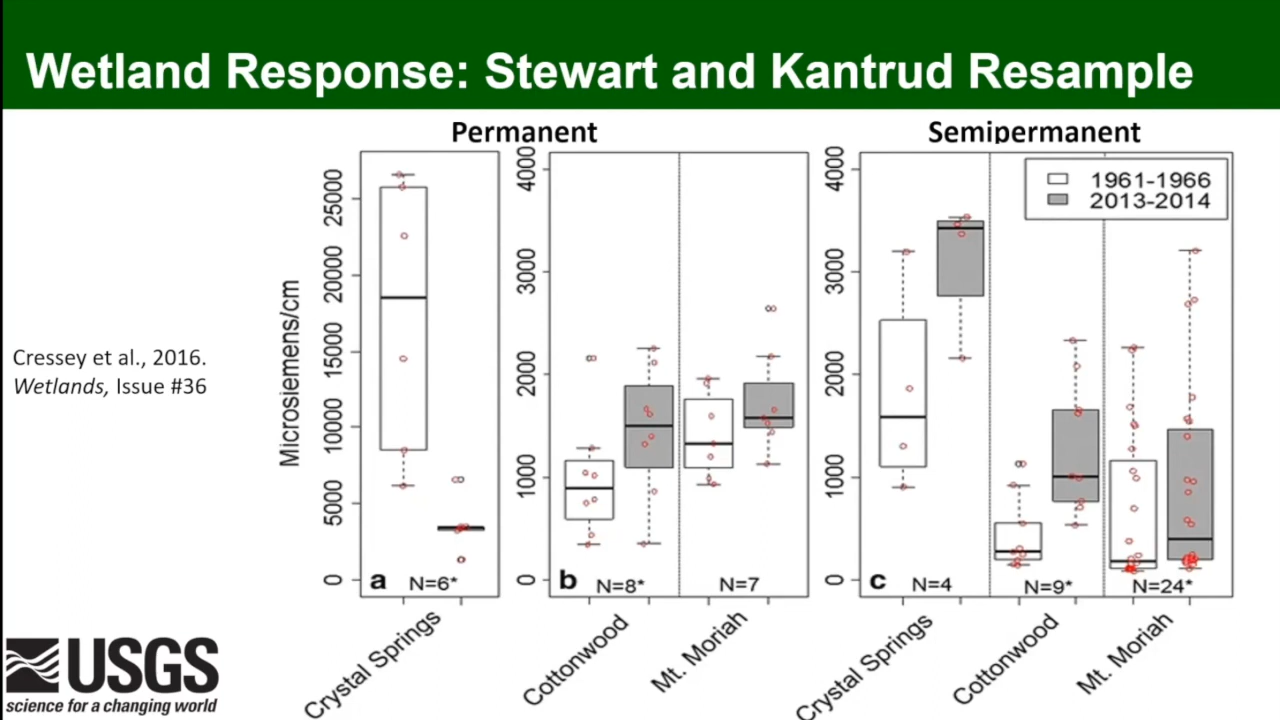 Wetland Response: Stewart and Kantrud Resample
Permanent
Semipermanent
Cressey et al., 2016.
Wetlands, Issue #36
Microsiemens/cm
25000
20000
15000
10000
5000
0
a
N=6*
Crystal Springs
4000
3000
2000
1000
0
b
N=8*
N=7
Cottonwood
Mt. Moriah
4000
3000
2000
1000
0
1961-1966
2013-2014
c
N=4
N=9*
N=24*
Crystal Springs
Cottonwood
Mt. Moriah
USGS
science for a changing world